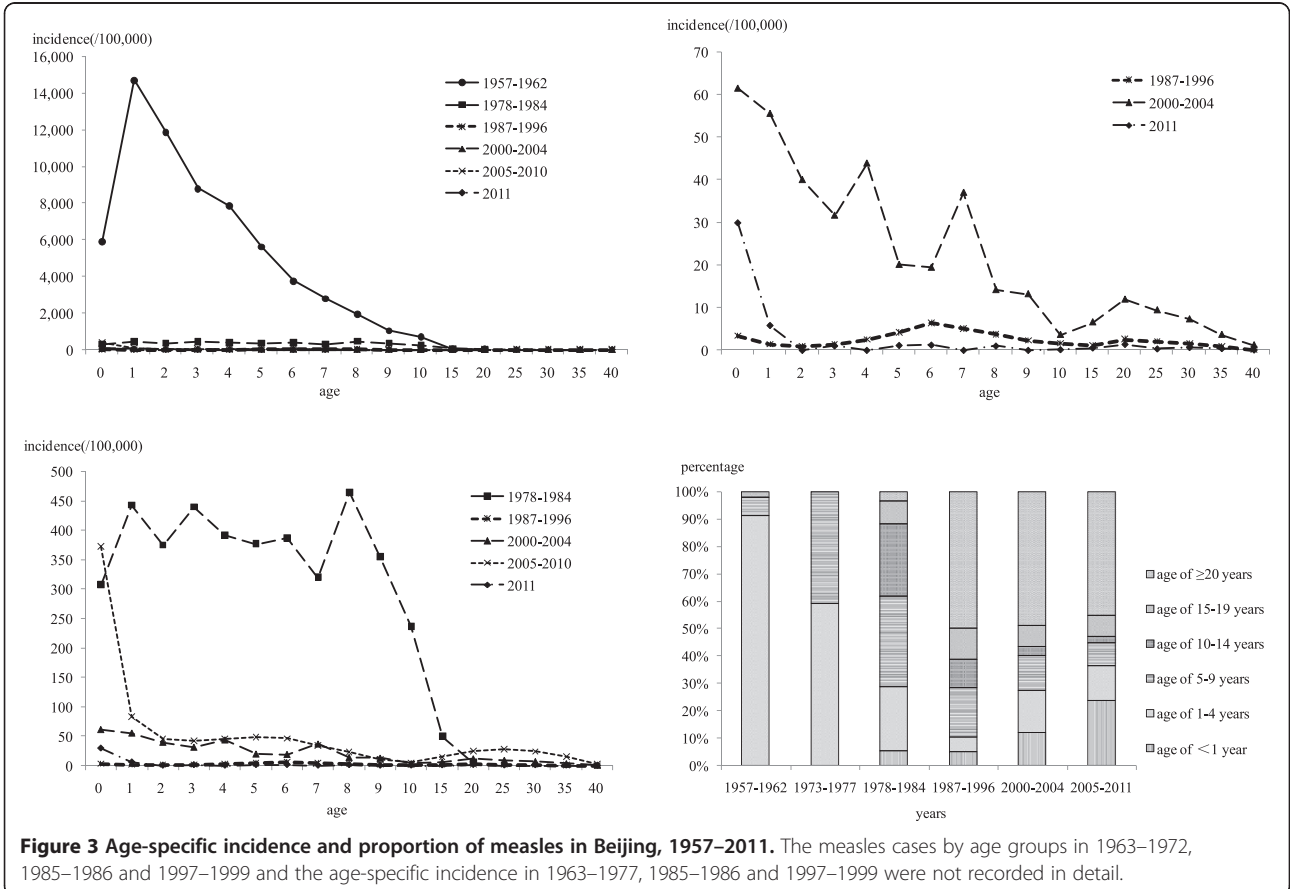 incidence(/100,000)
16,000
14,000
12,000
10,000
8,000
6,000
4,000
2,000
0
0 1 2 3 4 5 6 7 8 9 10 15 20 25 30 35 40
age
1957-1962
1978-1984
1987-1996
2000-2004
2005-2010
2011
incidence(/100,000)
70
60
50
40
30
20
10
0
0 1 2 3 4 5 6 7 8 9 10 15 20 25 30 35 40
age
1987-1996
2000-2004
2011
incidence(/100,000)
500
450
400
350
300
250
200
150
100
50
0
0 1 2 3 4 5 6 7 8 9 10 15 20 25 30 35 40
age
1978-1984
1987-1996
2000-2004
2005-2010
2011
percentage
100%
90%
80%
70%
60%
50%
40%
30%
20%
10%
0%
1957-1962 1973-1977 1978-1984 1987-1996 2000-2004 2005-2011
years
age of ≥20 years
age of 15-19 years
age of 10-14 years
age of 5-9 years
age of 1-4 years
age of <1 year
Figure 3 Age-specific incidence and proportion of measles in Beijing, 1957–2011. The measles cases by age groups in 1963–1972,
1985–1986 and 1997–1999 and the age-specific incidence in 1963–1977, 1985–1986 and 1997–1999 were not recorded in detail.